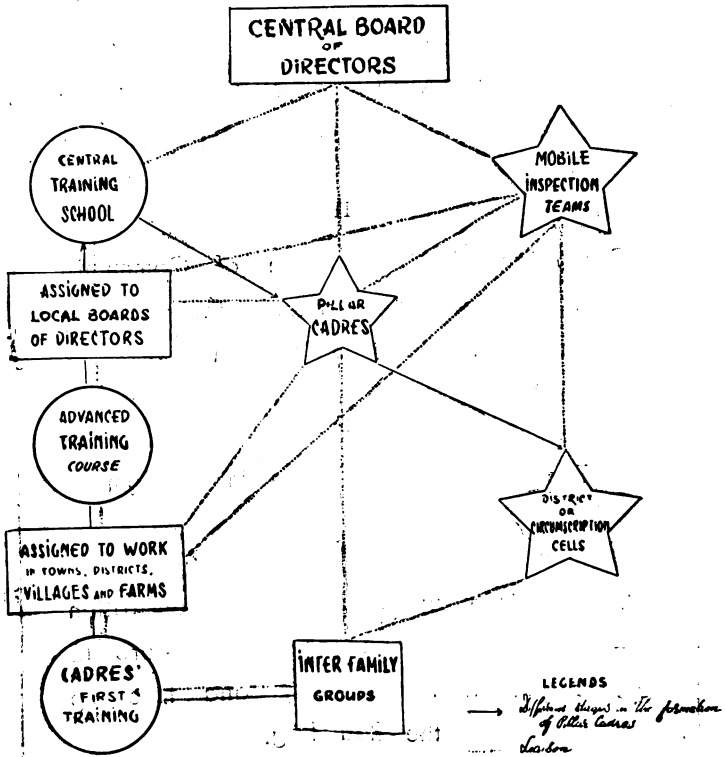 CENTRAL BOARD
OF
DIRECTORS
CENTRAL
TRAINING
SCHOOL
MOBILE
INSPECTION
TEAMS
ASSIGNED TO
LOCAL BOARDS
OF DIRECTORS
PILLAR
CADRES
ADVANCED
TRAINING
COURSE
DISTRICT
OR
CIRCUMSCRIPTION
CELLS
ASSIGNED TO WORK
IN TOWNS, DISTRICTS,
VILLAGES AND FARMS
CADRES'
FIRST
TRAINING
INTER FAMILY
GROUPS
LEGENDS
Different stages in the formation
of Pillar Cadres
Liaison